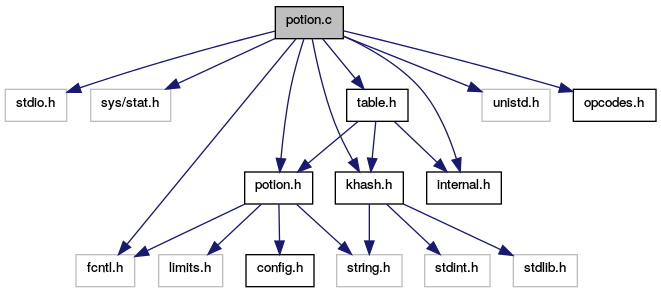 potion.c
stdio.h
sys/stat.h
table.h
unistd.h
opcodes.h
potion.h
khash.h
internal.h
fcntl.h
limits.h
config.h
string.h
stdint.h
stdlib.h